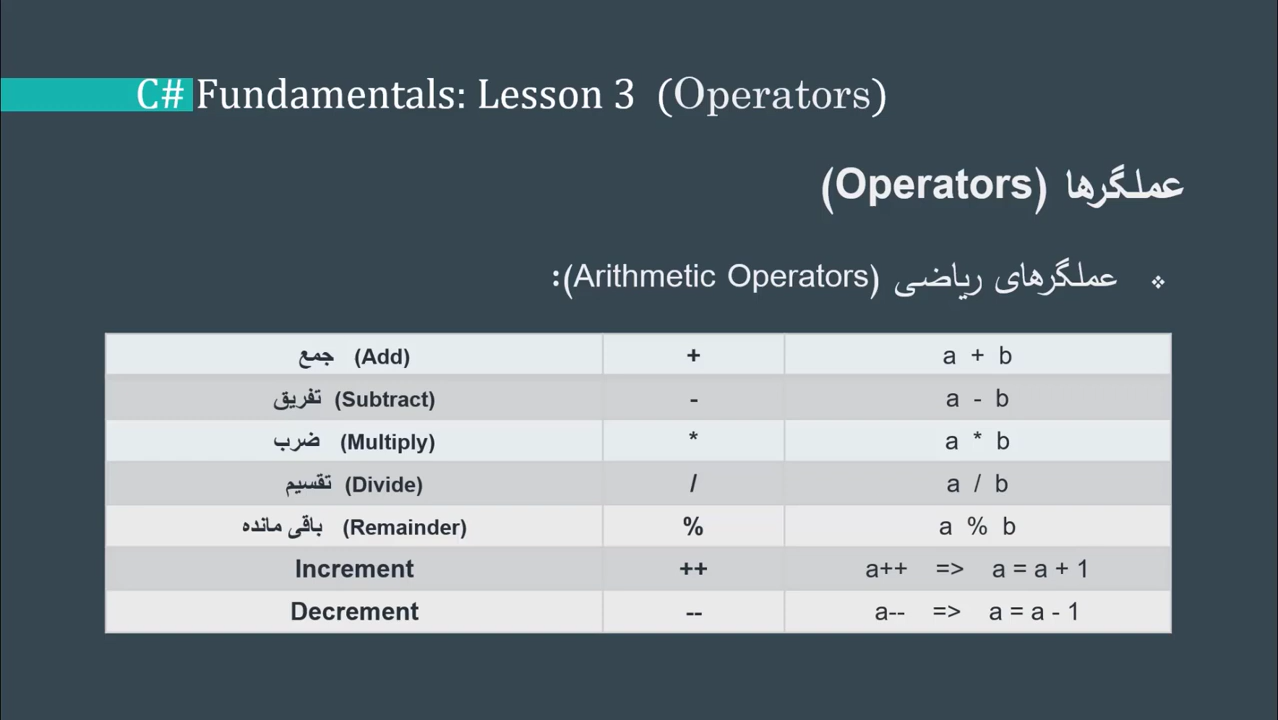 C# Fundamentals: Lesson 3 (Operators)
عملگرها (Operators)
❖ عملگرهای ریاضی (Arithmetic Operators):
جمع (Add) + a + b
تفریق (Subtract) - a - b
ضرب (Multiply) * a * b
تقسیم (Divide) / a / b
باقی مانده (Remainder) % a % b
Increment ++ a++ => a = a + 1
Decrement -- a-- => a = a - 1